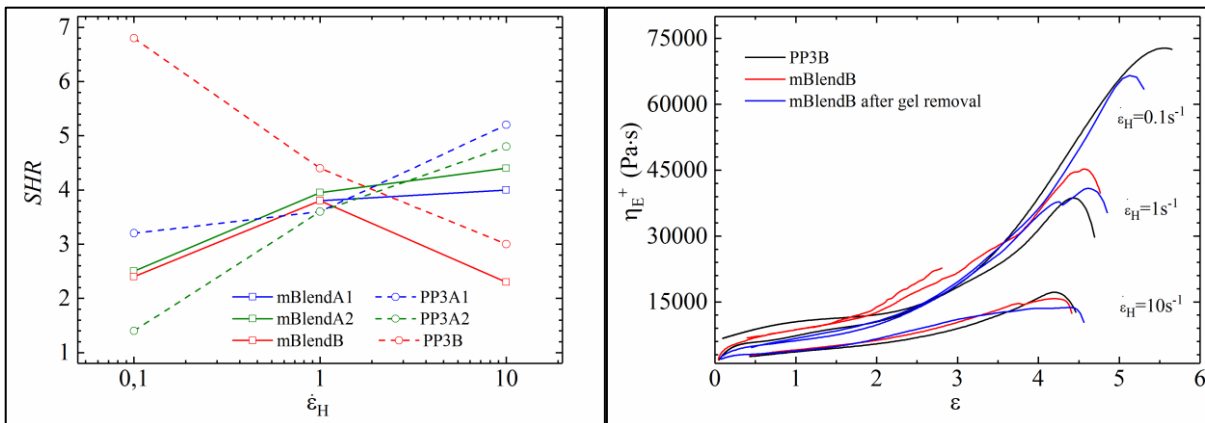 7
6
5
4
3
2
1
SHR
0,1 1 10
ε̇H
mBlendA1 PP3A1
mBlendA2 PP3A2
mBlendB PP3B
75000
60000
45000
30000
15000
ηE+ (Pa·s)
PP3B
mBlendB
mBlendB after gel removal
ε̇H=0.1s-1
ε̇H=1s-1
ε̇H=10s-1
0 1 2 3 4 5 6
ε